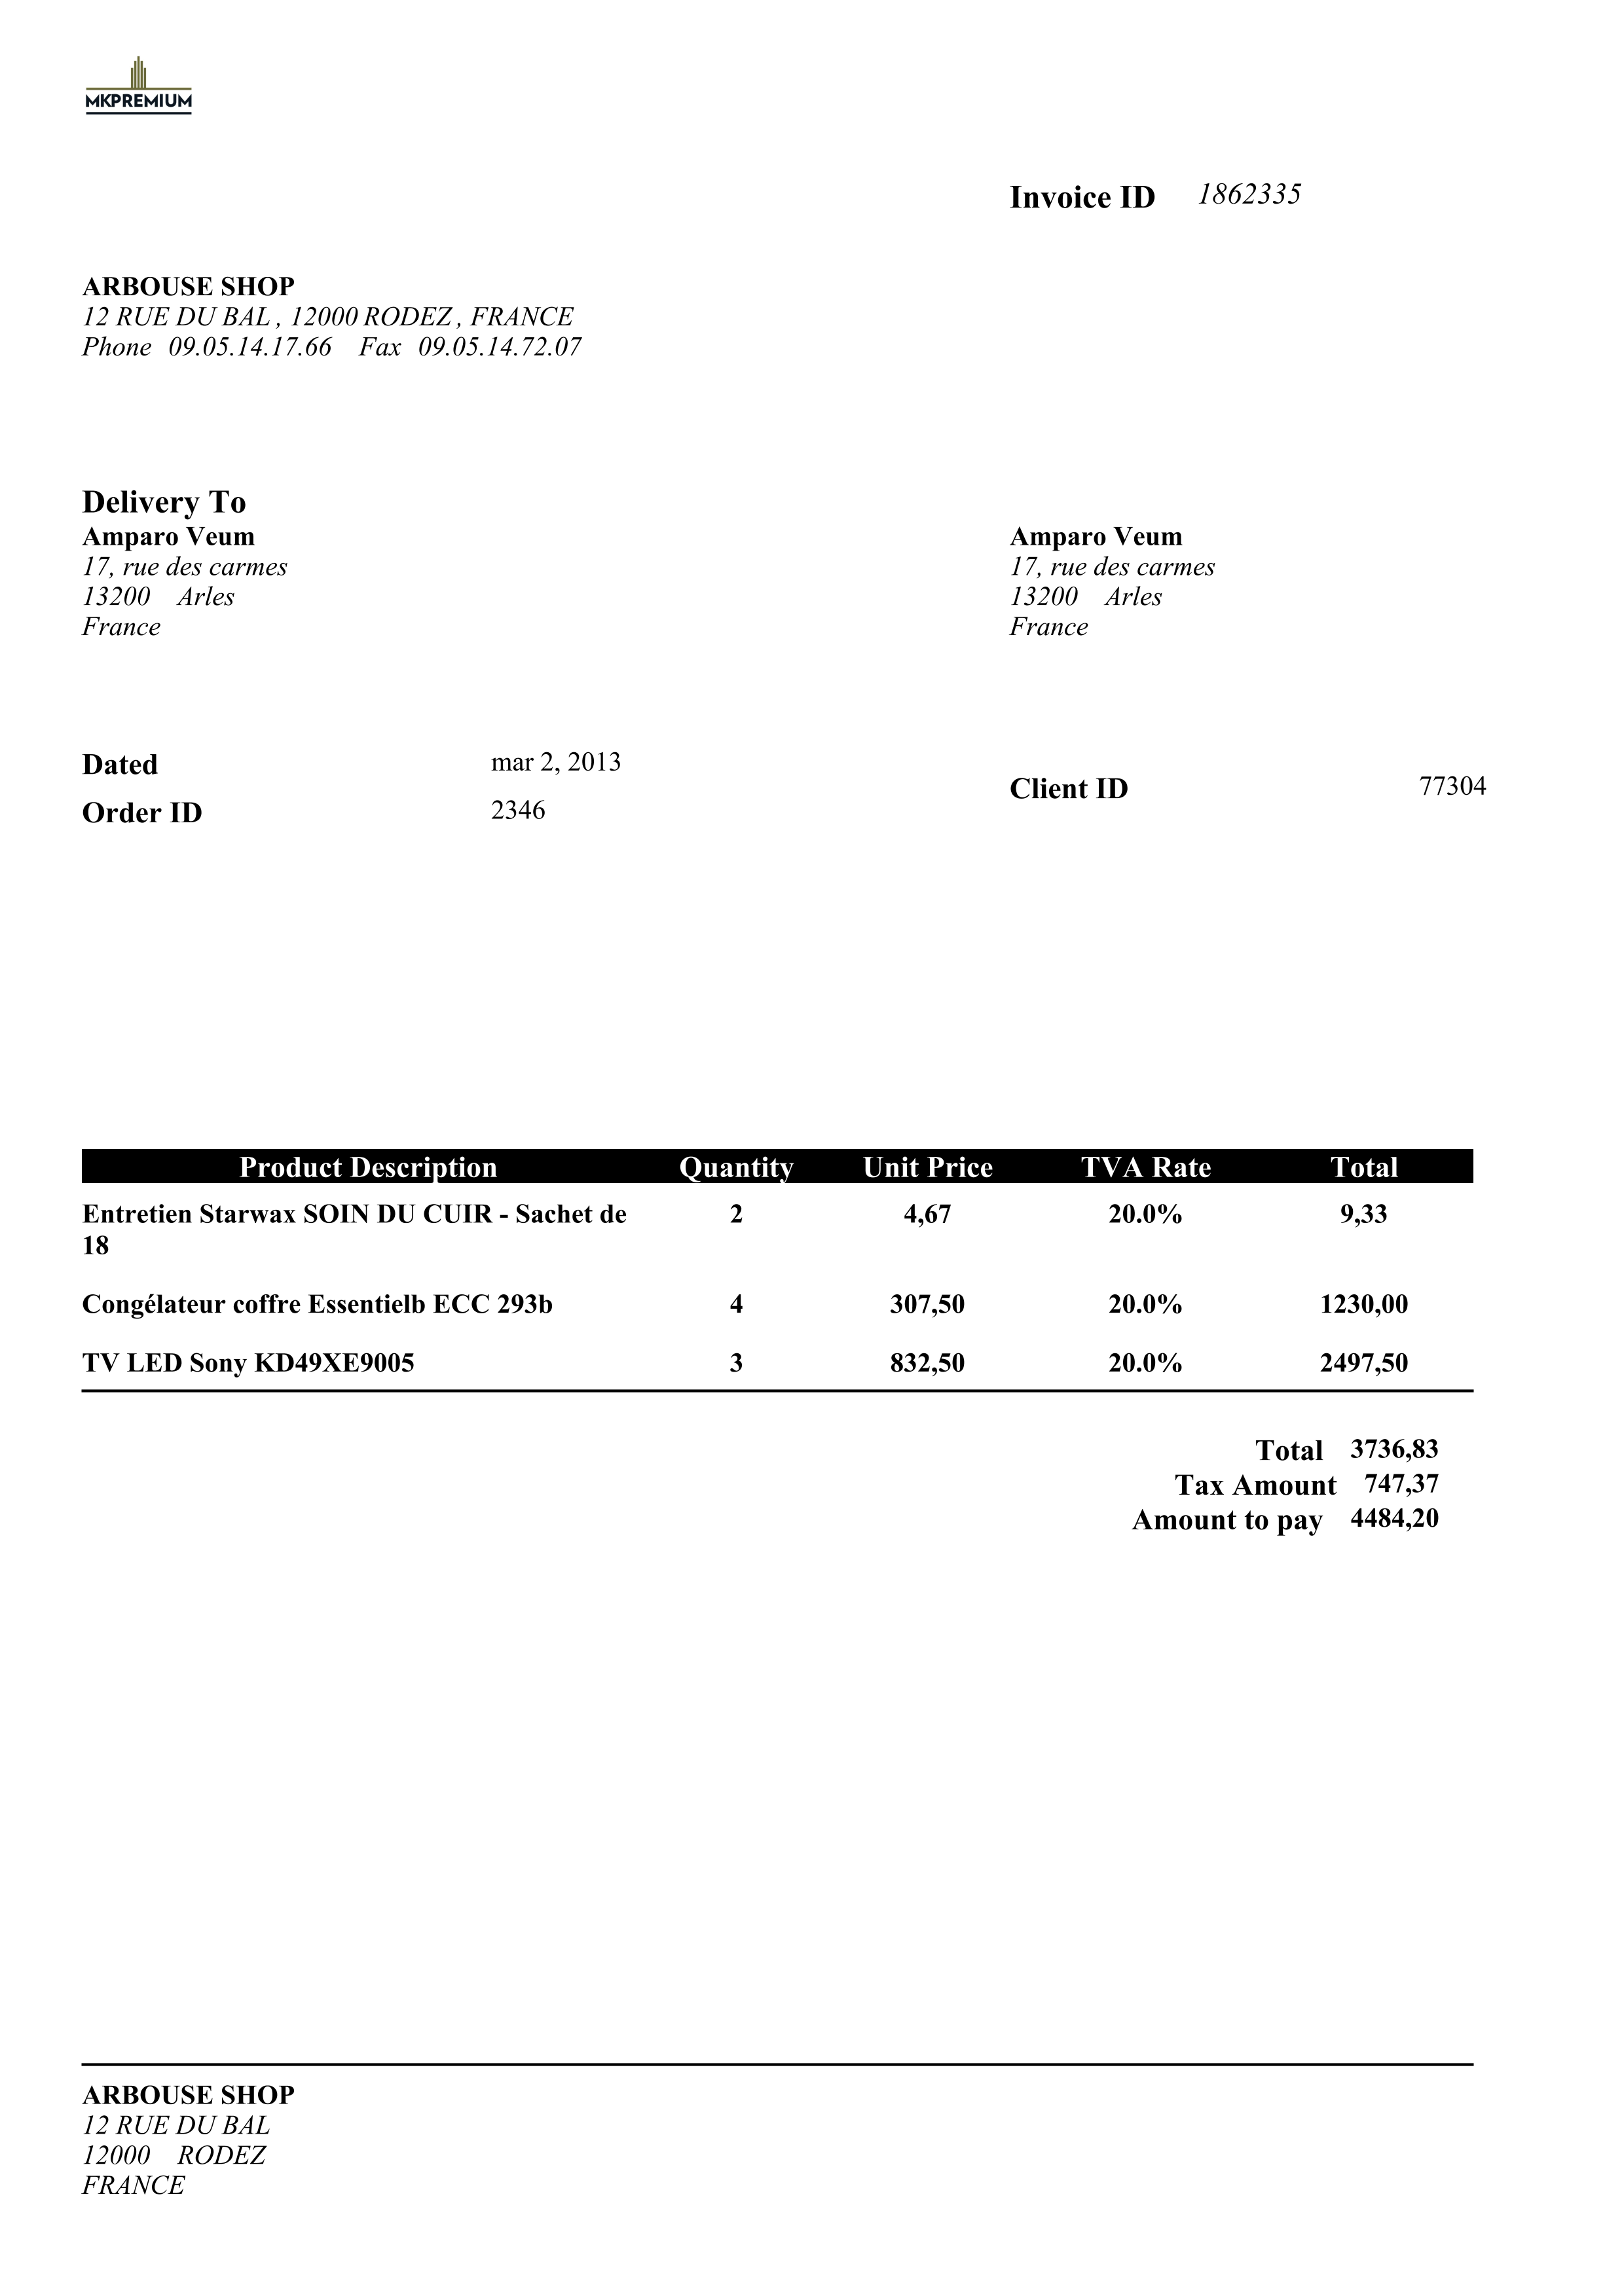 MKPREMIUM
Invoice ID 1862335
ARBOUSE SHOP
12 RUE DU BAL , 12000 RODEZ , FRANCE
Phone 09.05.14.17.66 Fax 09.05.14.72.07
Delivery To
Amparo Veum Amparo Veum
17, rue des carmes 17, rue des carmes
13200 Arles 13200 Arles
France France
Dated mar 2, 2013
Client ID 77304
Order ID 2346
Product Description Quantity Unit Price TVA Rate Total
Entretien Starwax SOIN DU CUIR - Sachet de 2 4,67 20.0% 9,33
18
Congélateur coffre Essentielb ECC 293b 4 307,50 20.0% 1230,00
TV LED Sony KD49XE9005 3 832,50 20.0% 2497,50
Total 3736,83
Tax Amount 747,37
Amount to pay 4484,20
ARBOUSE SHOP
12 RUE DU BAL
12000 RODEZ
FRANCE